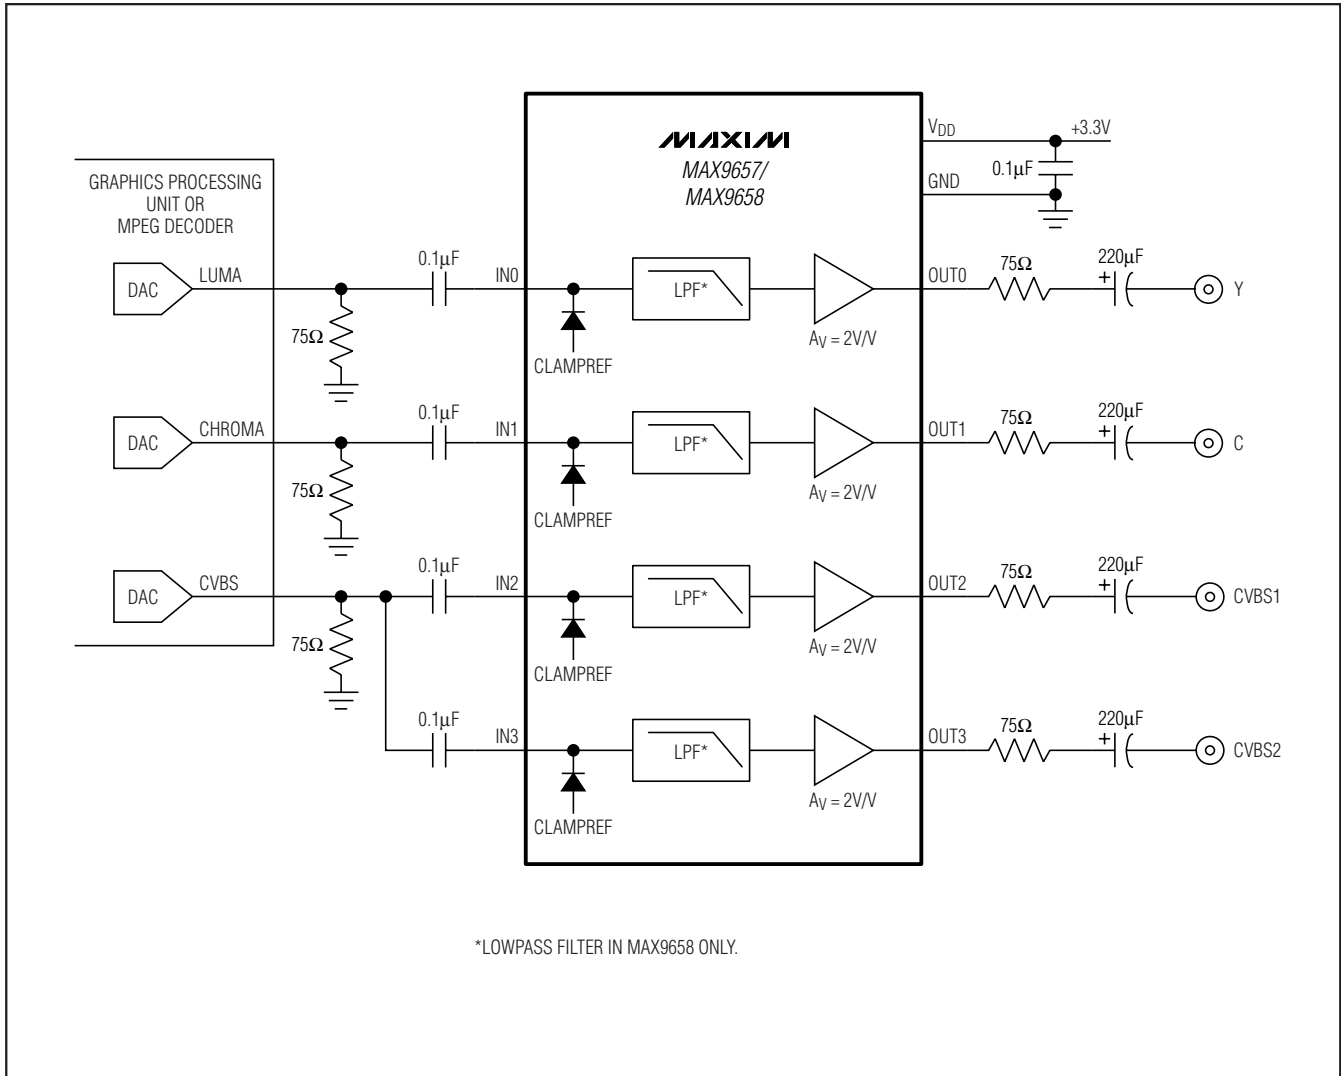 MAXIM
MAX9657/
MAX9658
VDD
+3.3V
0.1μF
GND
GRAPHICS PROCESSING
UNIT OR
MPEG DECODER
DAC
LUMA
75Ω
0.1μF
IN0
CLAMPREF
LPF*
AV = 2V/V
OUT0
75Ω
220μF
+
Y
DAC
CHROMA
75Ω
0.1μF
IN1
CLAMPREF
LPF*
AV = 2V/V
OUT1
75Ω
220μF
+
C
DAC
CVBS
75Ω
0.1μF
IN2
CLAMPREF
LPF*
AV = 2V/V
OUT2
75Ω
220μF
+
CVBS1
0.1μF
IN3
CLAMPREF
LPF*
AV = 2V/V
OUT3
75Ω
220μF
+
CVBS2
*LOWPASS FILTER IN MAX9658 ONLY.